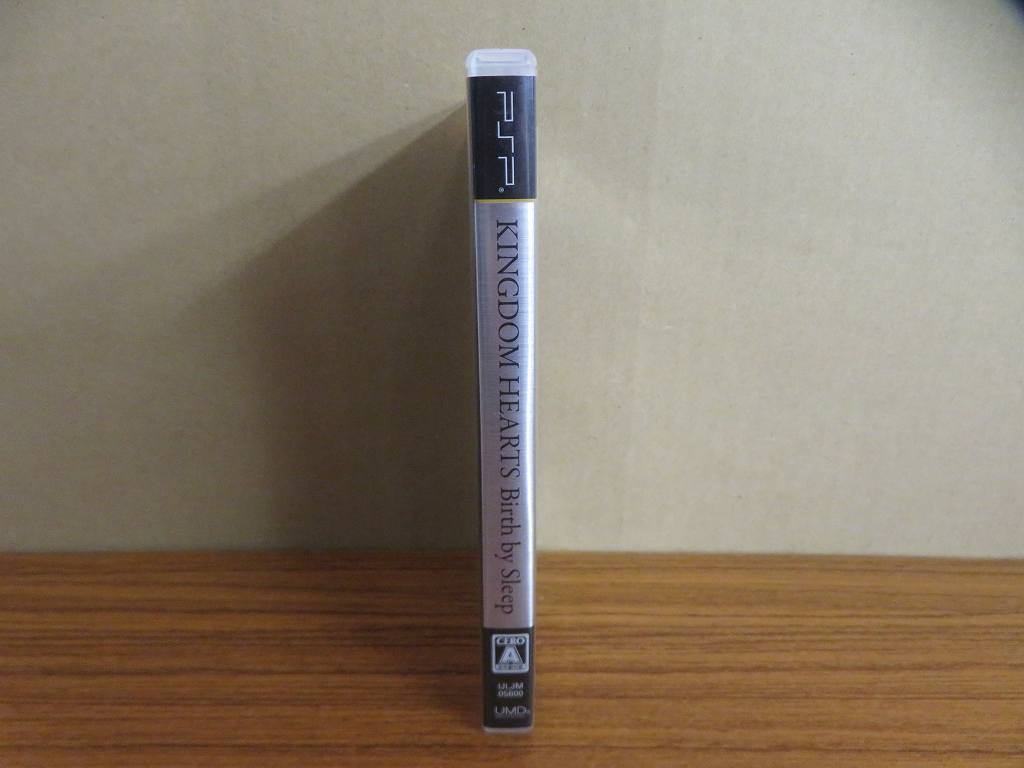 PSP®
KINGDOM HEARTS Birth by Sleep
CERO
A
ULJM
05600
UMD